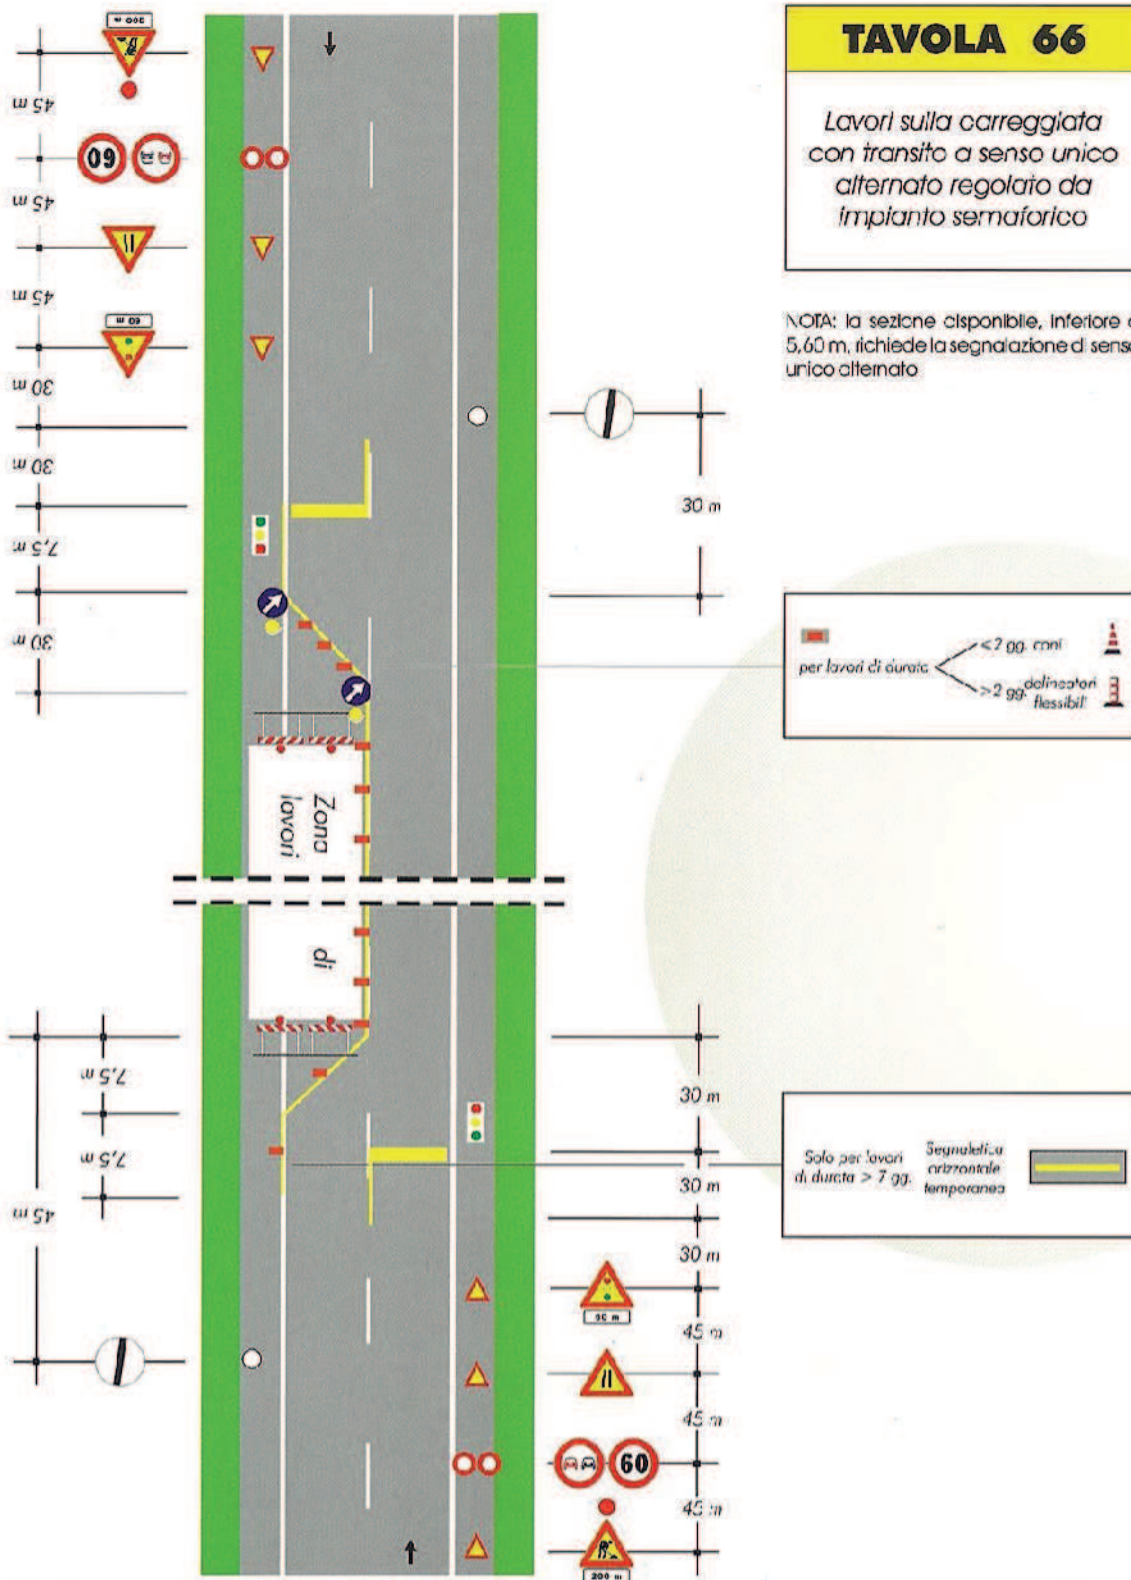 TAVOLA 66
Lavori sulla carreggiata
con transito a senso unico
alternato regolato da
impianto semaforico
NOTA: la sezione disponibile, inferiore a
5,60 m, richiede la segnalazione di senso
unico alternato
200 m
45 m
60
45 m
45 m
60 m
30 m
30 m
7,5 m
30 m
30 m
per lavori di durata
<2 gg. coni
>2 gg. delineatori
flessibili
Zona
lavori
di
7,5 m
7,5 m
45 m
30 m
30 m
30 m
45 m
45 m
45 m
Solo per lavori
di durata > 7 gg.
Segnaletica
orizzontale
temporanea
60
200 m